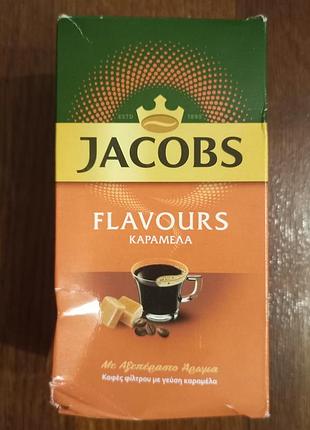 ESTD 1895
JACOBS
FLAVOURS
ΚΑΡΑΜΕΛΑ
Με Αξεπέραστο Άρωμα
Καφές φίλτρου με γεύση καραμέλα